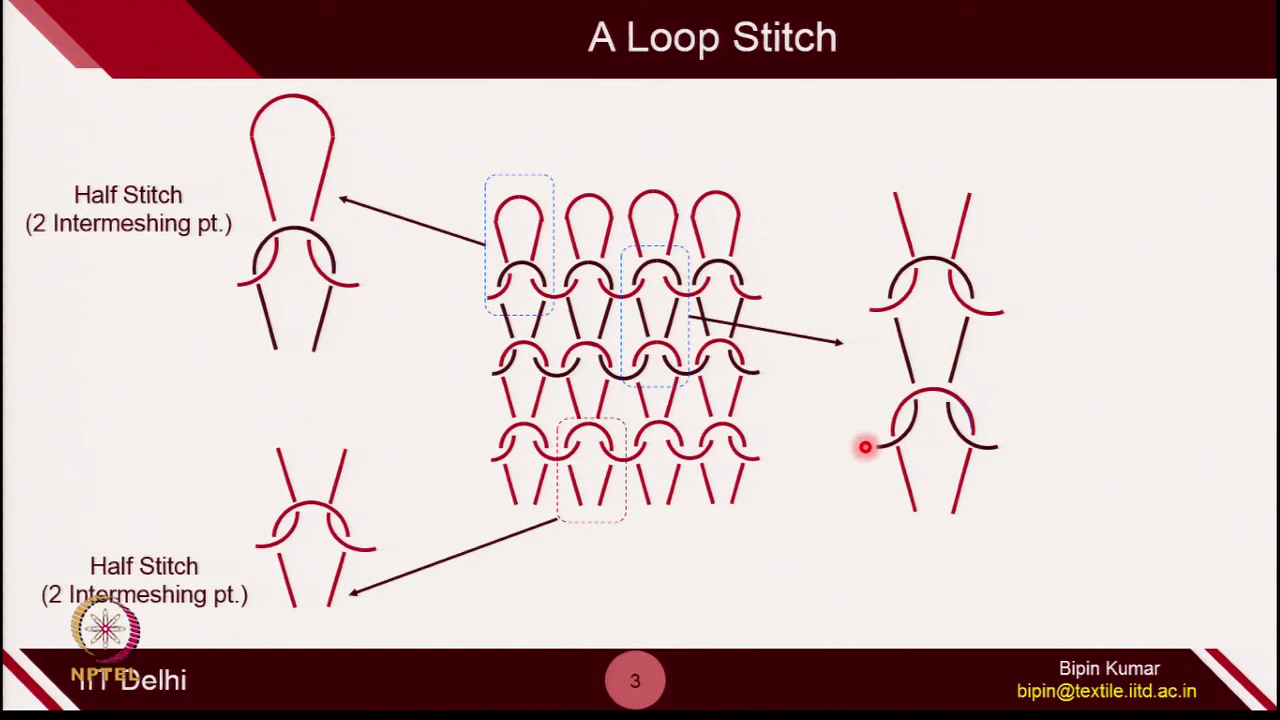 A Loop Stitch
Half Stitch
(2 Intermeshing pt.)
Half Stitch
(2 Intermeshing pt.)
NPTEL
IIT Delhi
3
Bipin Kumar
bipin@textile.iitd.ac.in